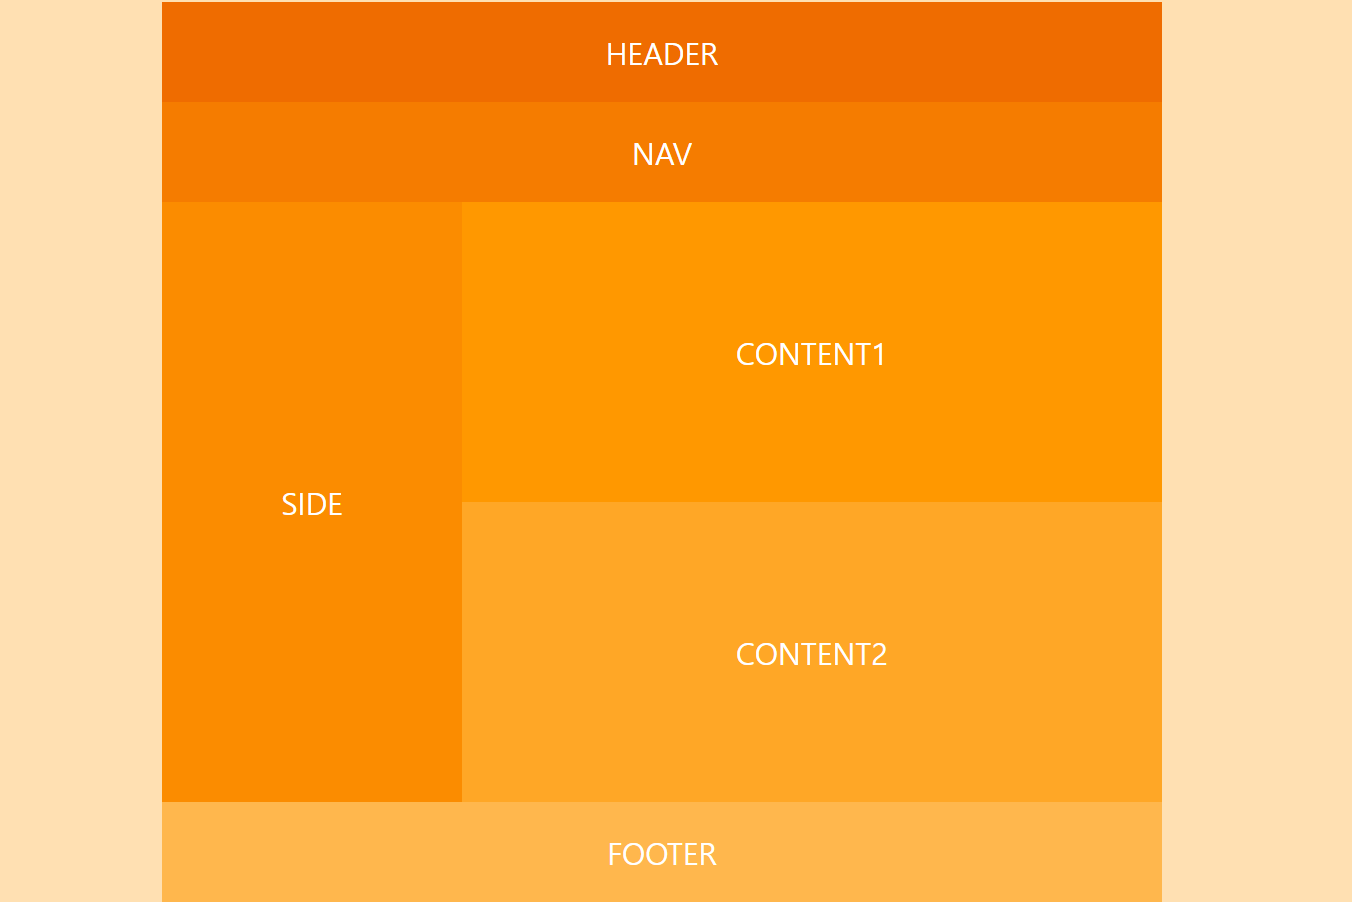 HEADER
NAV
SIDE
CONTENT1
CONTENT2
FOOTER